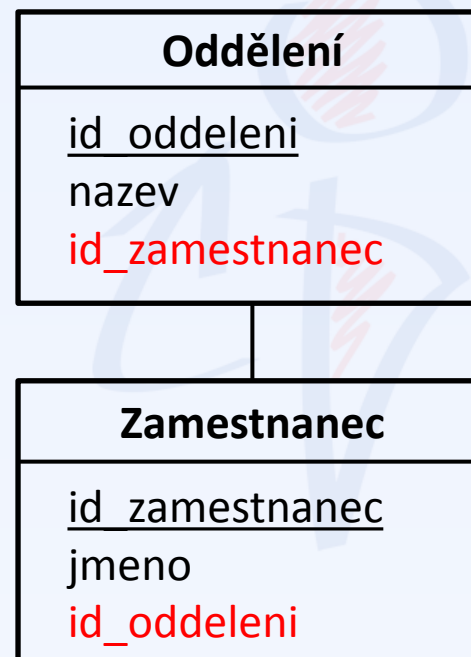 Oddělení
id_oddeleni
nazev
id_zamestnanec
Zamestnanec
id_zamestnanec
jmeno
id_oddeleni